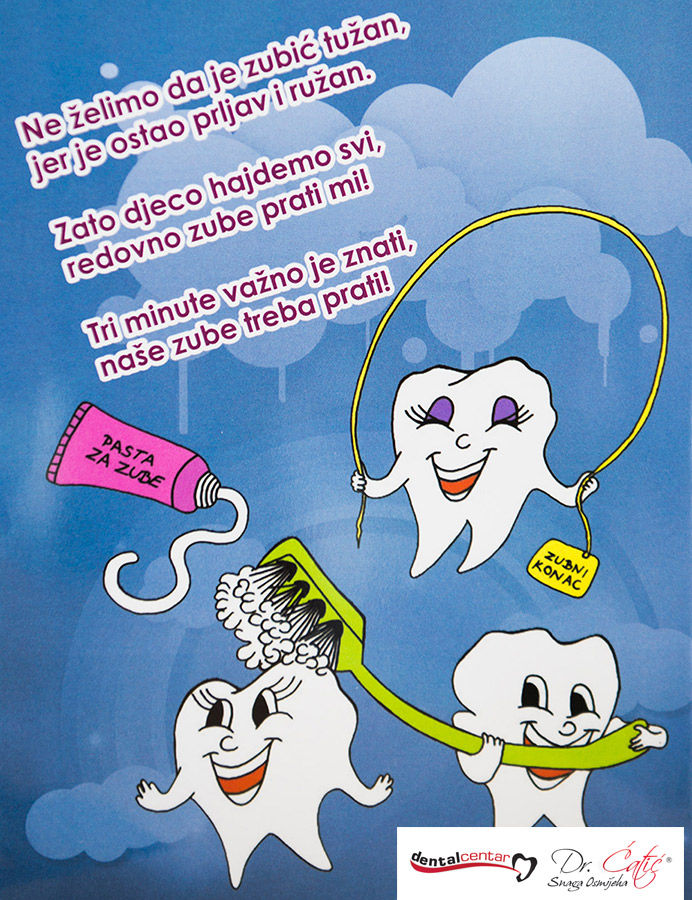 Ne želimo da je zubić tužan,
jer je ostao prljav i ružan.
Zato djeco hajdemo svi,
redovno zube prati mi!
Tri minute važno je znati,
naše zube treba prati!
PASTA
ZA ZUBE
ZUBNI
KONAC
dentalcentar
Dr. Ćatić®
Snaga Osmijeha